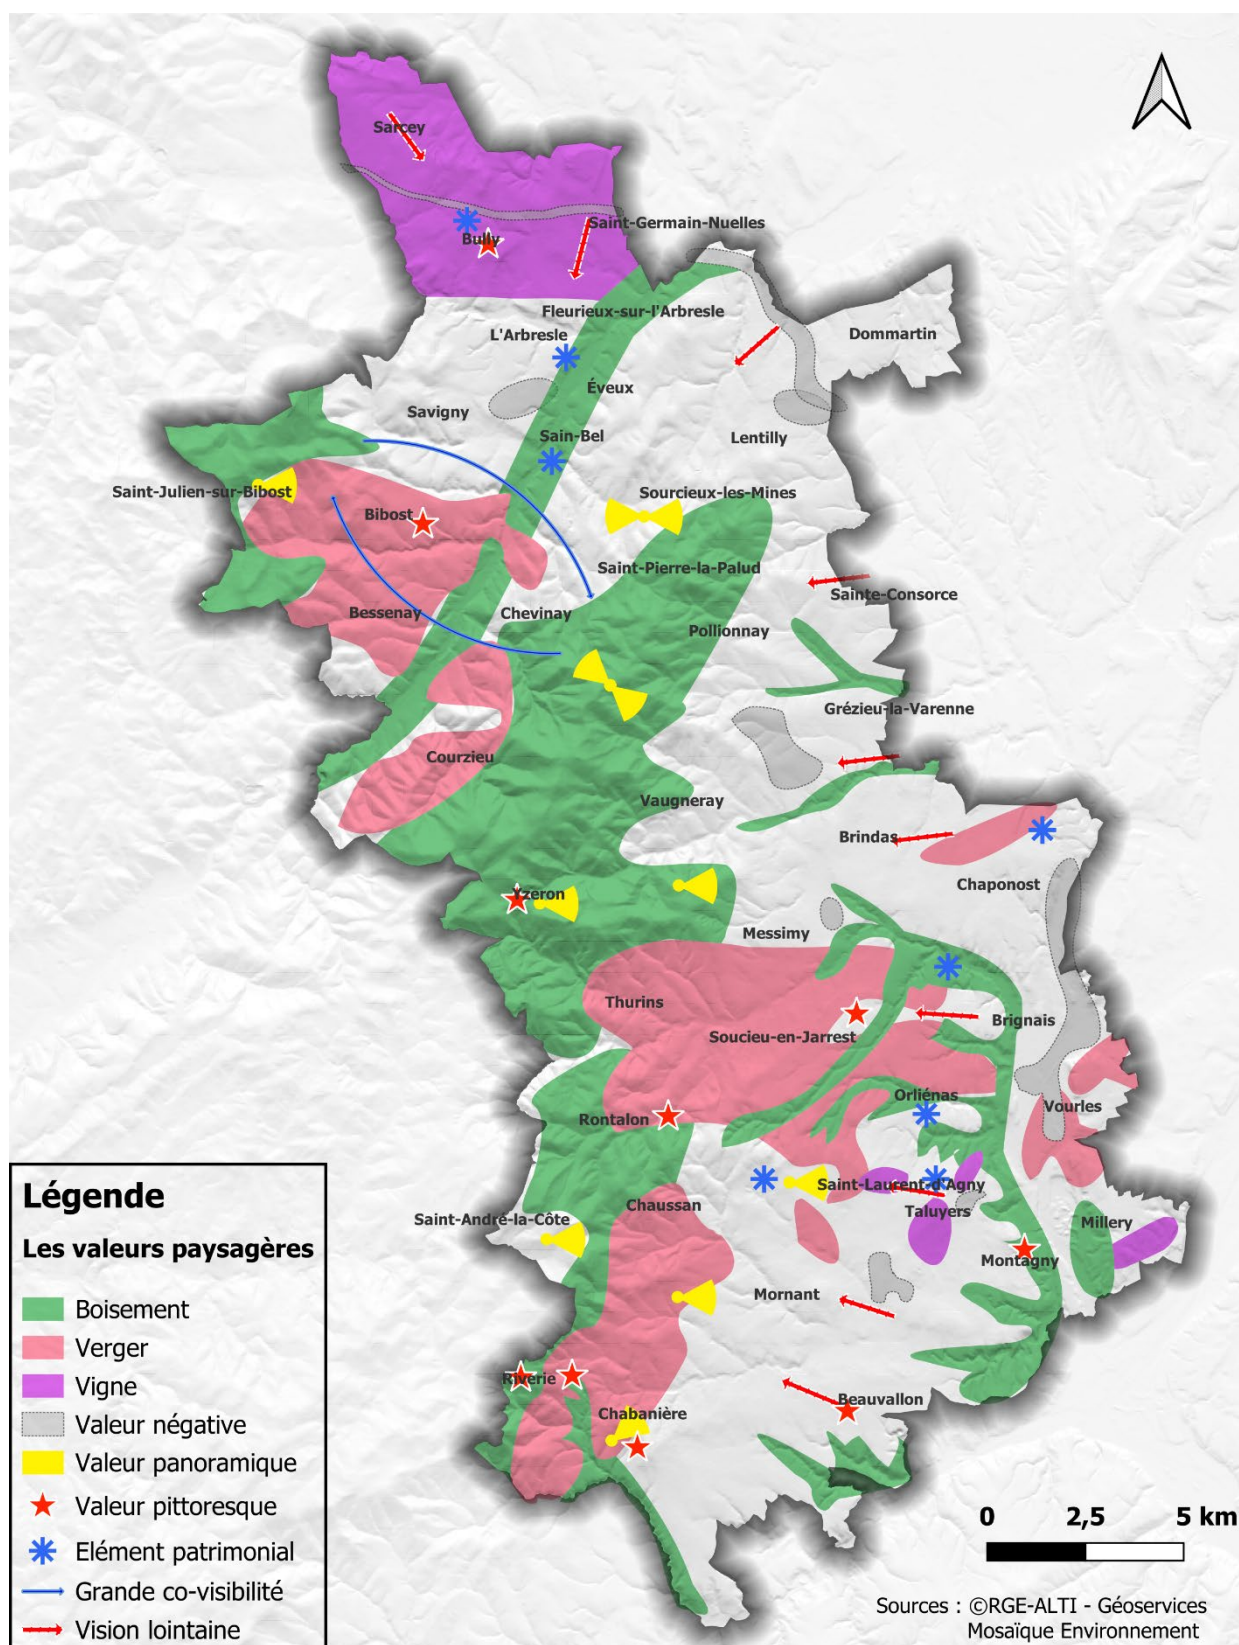 Sarcey
Saint-Germain-Nuelles
Bully
Fleurieux-sur-l'Arbresle
L'Arbresle
Dommartin
Éveux
Savigny
Sain-Bel
Lentilly
Saint-Julien-sur-Bibost
Sourcieux-les-Mines
Bibost
Saint-Pierre-la-Palud
Sainte-Consorce
Bessenay
Chevinay
Pollionnay
Grézieu-la-Varenne
Courzieu
Vaugneray
Brindas
Chaponost
Yzeron
Messimy
Thurins
Soucieu-en-Jarrest
Brignais
Orliénas
Vourles
Rontalon
Saint-Laurent-d'Agny
Chaussan
Taluyers
Saint-André-la-Côte
Millery
Montagny
Mornant
Riverie
Beauvallon
Chabanière
Légende
Les valeurs paysagères
Boisement
Verger
Vigne
Valeur négative
Valeur panoramique
Valeur pittoresque
Elément patrimonial
Grande co-visibilité
Vision lointaine
0 2,5 5 km
Sources : ©RGE-ALTI - Géoservices
Mosaïque Environnement